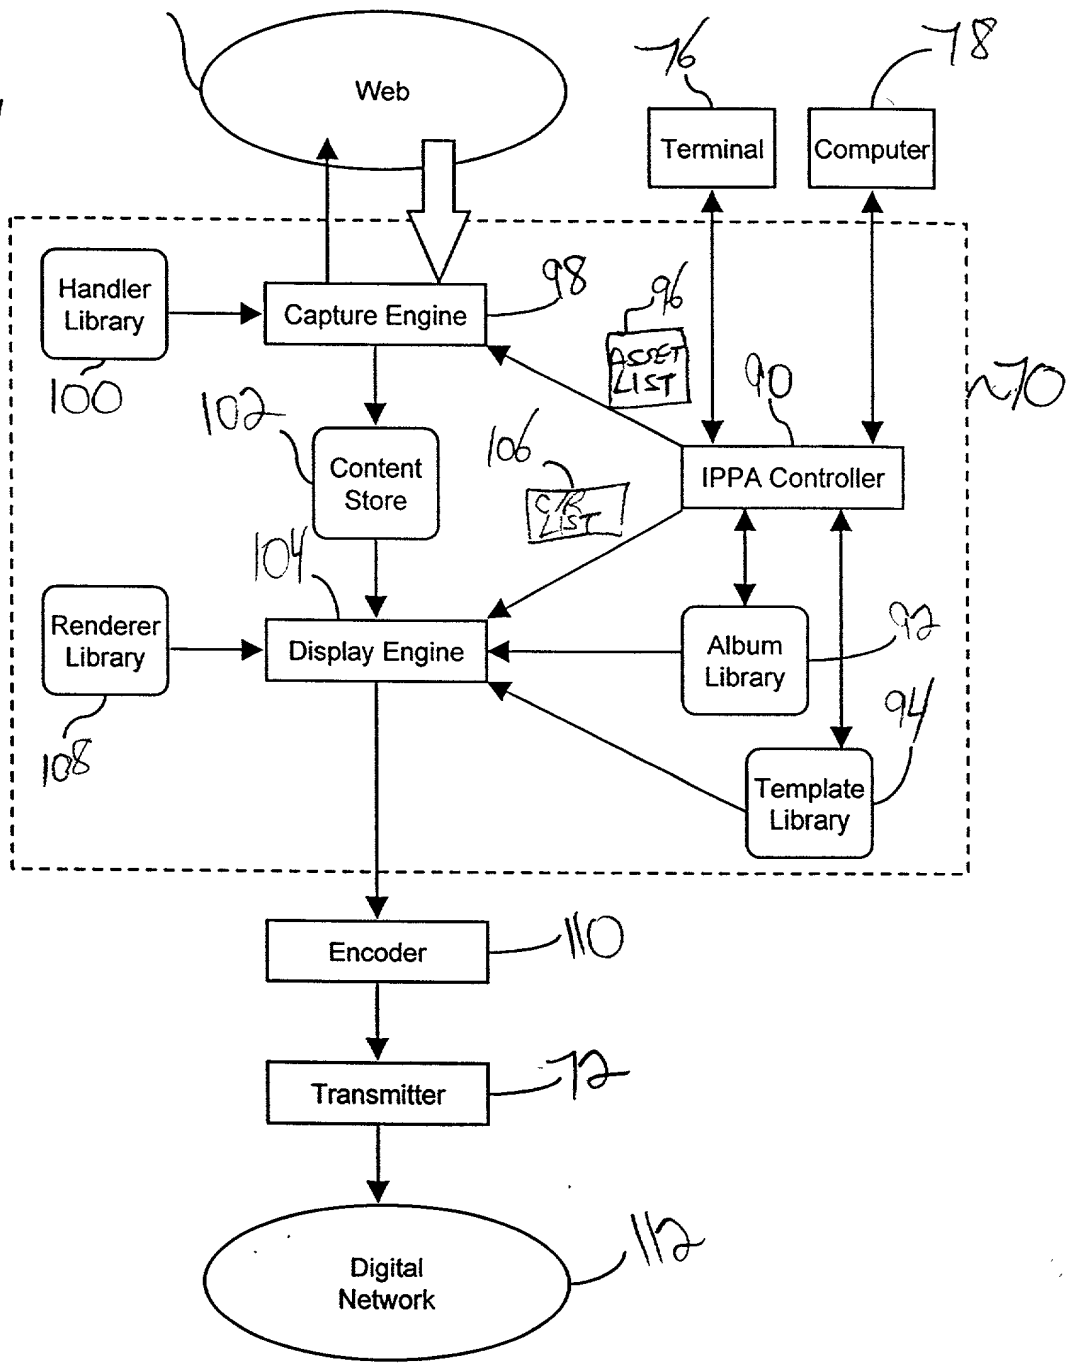 76
78
Web
Terminal
Computer
98
96
Handler
Library
Capture Engine
ASSET
LIST
90
~70
100
102
106
Content
Store
C/R
LIST
IPPA Controller
104
Renderer
Library
Display Engine
Album
Library
92
94
108
Template
Library
Encoder
110
Transmitter
72
Digital
Network
112